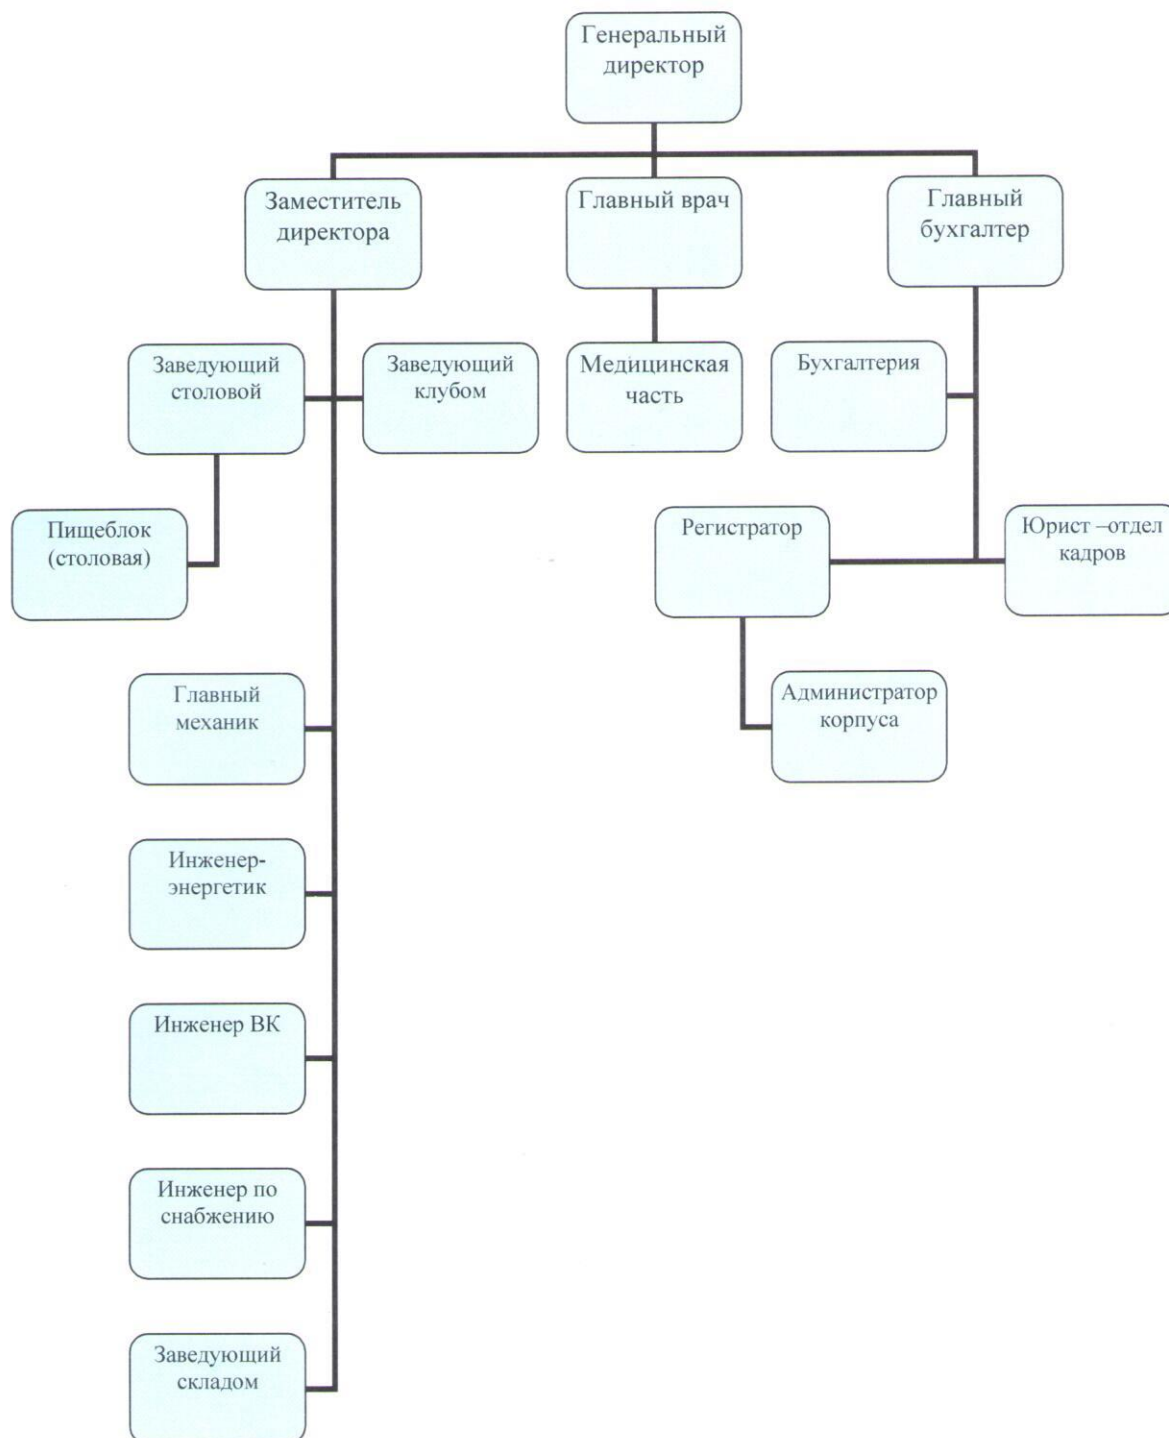 Генеральный
директор
Заместитель
директора
Главный врач
Главный
бухгалтер
Заведующий
столовой
Заведующий
клубом
Медицинская
часть
Бухгалтерия
Пищеблок
(столовая)
Регистратор
Юрист –отдел
кадров
Главный
механик
Администратор
корпуса
Инженер-
энергетик
Инженер ВК
Инженер по
снабжению
Заведующий
складом